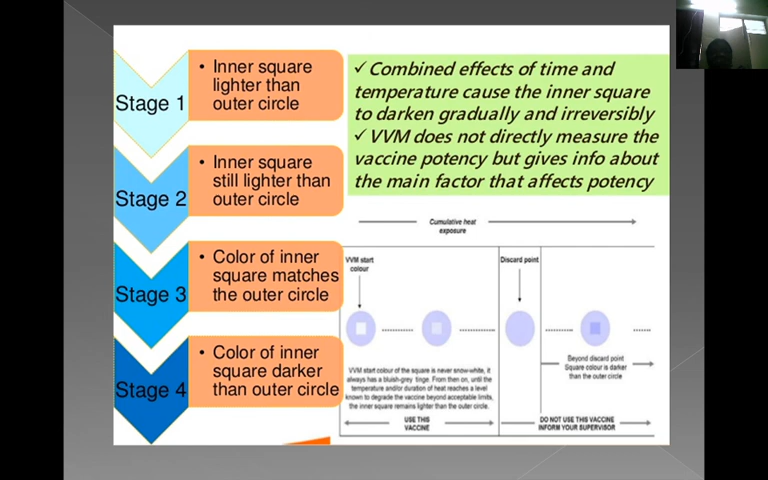 Stage 1
• Inner square
lighter than
outer circle
Stage 2
• Inner square
still lighter than
outer circle
Stage 3
• Color of inner
square matches
the outer circle
Stage 4
• Color of inner
square darker
than outer circle
✓Combined effects of time and
temperature cause the inner square
to darken gradually and irreversibly
✓VVM does not directly measure the
vaccine potency but gives info about
the main factor that affects potency
Cumulative heat
exposure
VVM start
colour
Discard point
VVM start colour of the square is never snow-white, it
always has a bluish-grey tinge. From then on, until the
temperature and/or duration of heat reaches a level
known to degrade the vaccine beyond acceptable limits,
the inner square remains lighter than the outer circle.
Beyond discard point
Square colour is darker
than the outer circle
USE THIS
VACCINE
DO NOT USE THIS VACCINE
INFORM YOUR SUPERVISOR